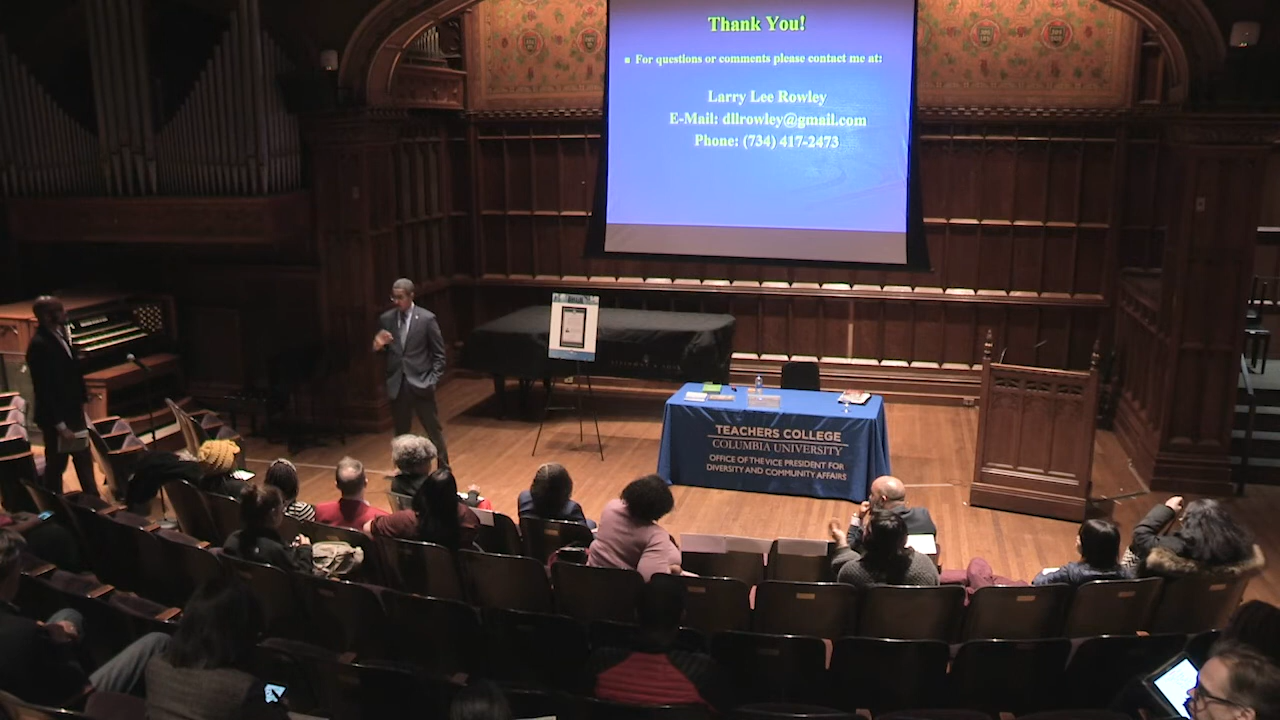 Thank You!
For questions or comments please contact me at:
Larry Lee Rowley
E-Mail: dllrowley@gmail.com
Phone: (734) 417-2473
TEACHERS COLLEGE
COLUMBIA UNIVERSITY
OFFICE OF THE VICE PRESIDENT FOR
DIVERSITY AND COMMUNITY AFFAIRS